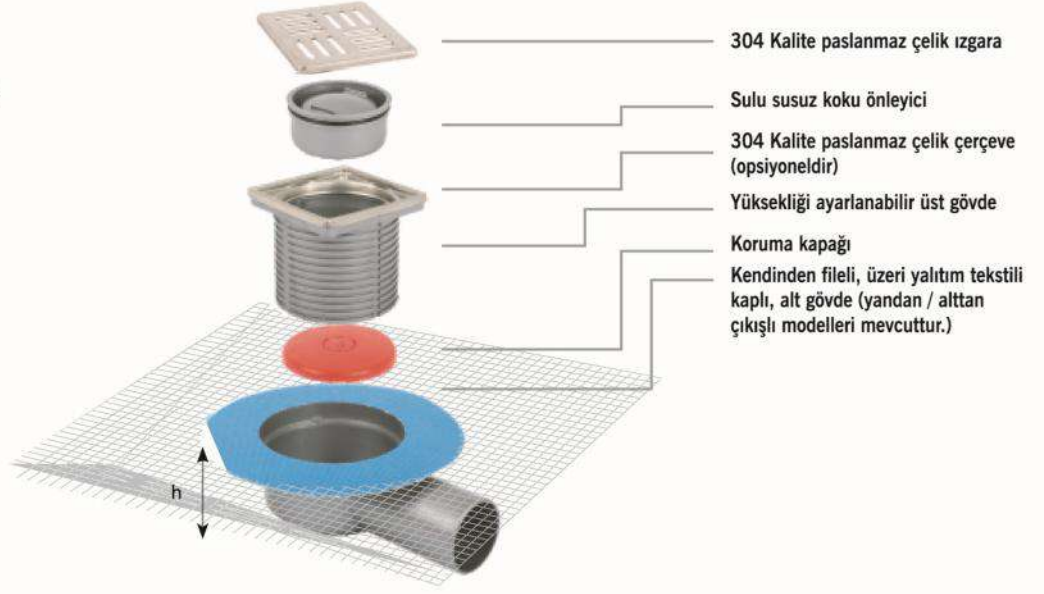 304 Kalite paslanmaz çelik ızgara
Sulu susuz koku önleyici
304 Kalite paslanmaz çelik çerçeve
(opsiyoneldir)
Yüksekliği ayarlanabilir üst gövde
Koruma kapağı
Kendinden fileli, üzeri yalıtım tekstili
kaplı, alt gövde (yandan / alttan
çıkışlı modelleri mevcuttur.)
h